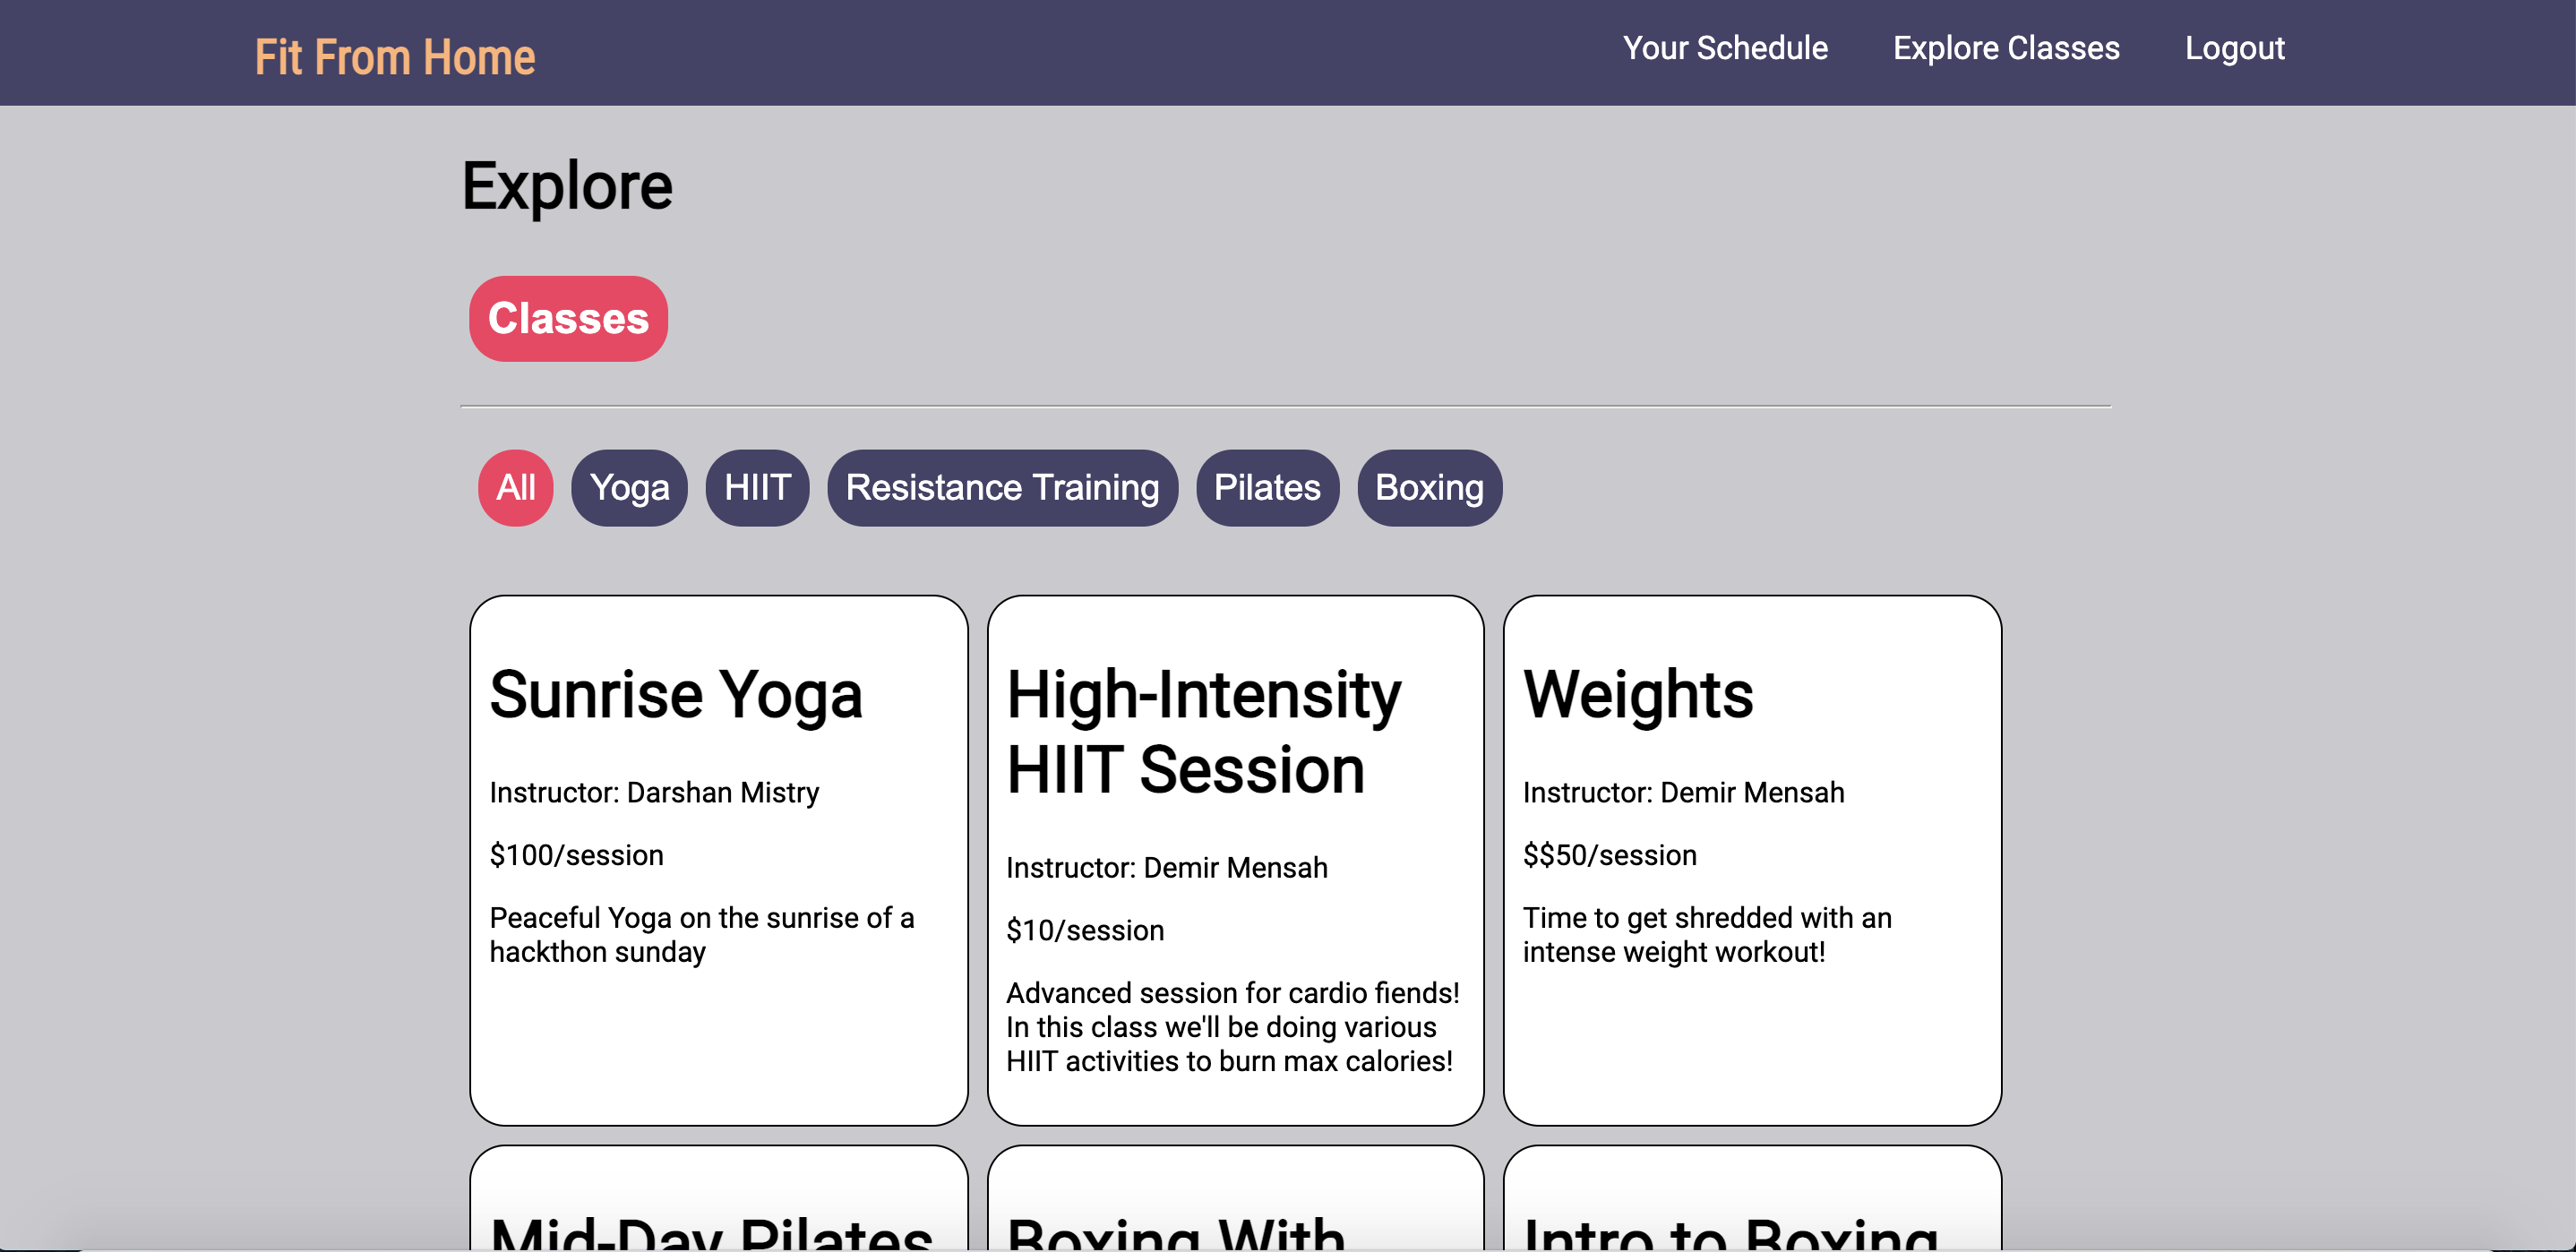 Fit From Home
Your Schedule
Explore Classes
Logout
Explore
Classes
All
Yoga
HIIT
Resistance Training
Pilates
Boxing
Sunrise Yoga
Instructor: Darshan Mistry
$100/session
Peaceful Yoga on the sunrise of a
hackthon sunday
High-Intensity
HIIT Session
Instructor: Demir Mensah
$10/session
Advanced session for cardio fiends!
In this class we'll be doing various
HIIT activities to burn max calories!
Weights
Instructor: Demir Mensah
$$50/session
Time to get shredded with an
intense weight workout!
Mid-Day Pilates
Boxing With
Intro to Boxing